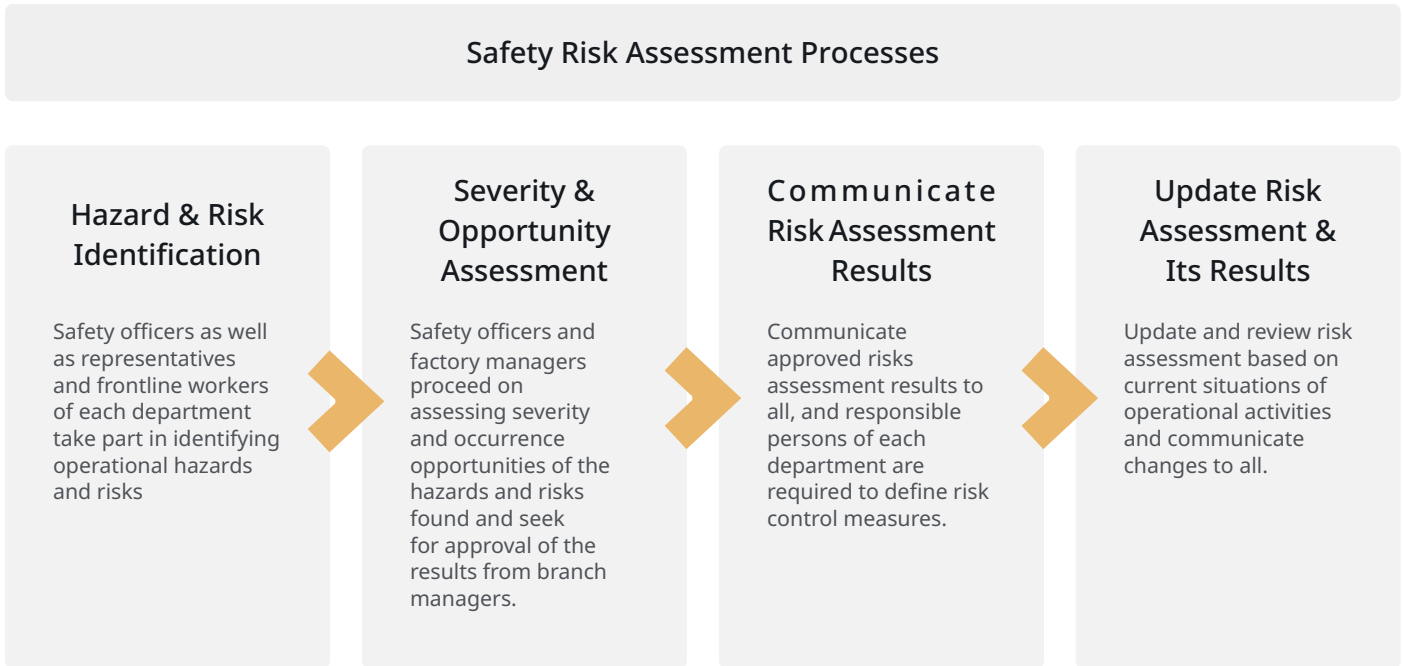 Safety Risk Assessment Processes
Hazard & Risk
Identification
Safety officers as well
as representatives
and frontline workers
of each department
take part in identifying
operational hazards
and risks
Severity &
Opportunity
Assessment
Safety officers and
factory managers
proceed on
assessing severity
and occurrence
opportunities of the
hazards and risks
found and seek
for approval of the
results from branch
managers.
Communicate
Risk Assessment
Results
Communicate
approved risks
assessment results to
all, and responsible
persons of each
department are
required to define risk
control measures.
Update Risk
Assessment &
Its Results
Update and review risk
assessment based on
current situations of
operational activities
and communicate
changes to all.